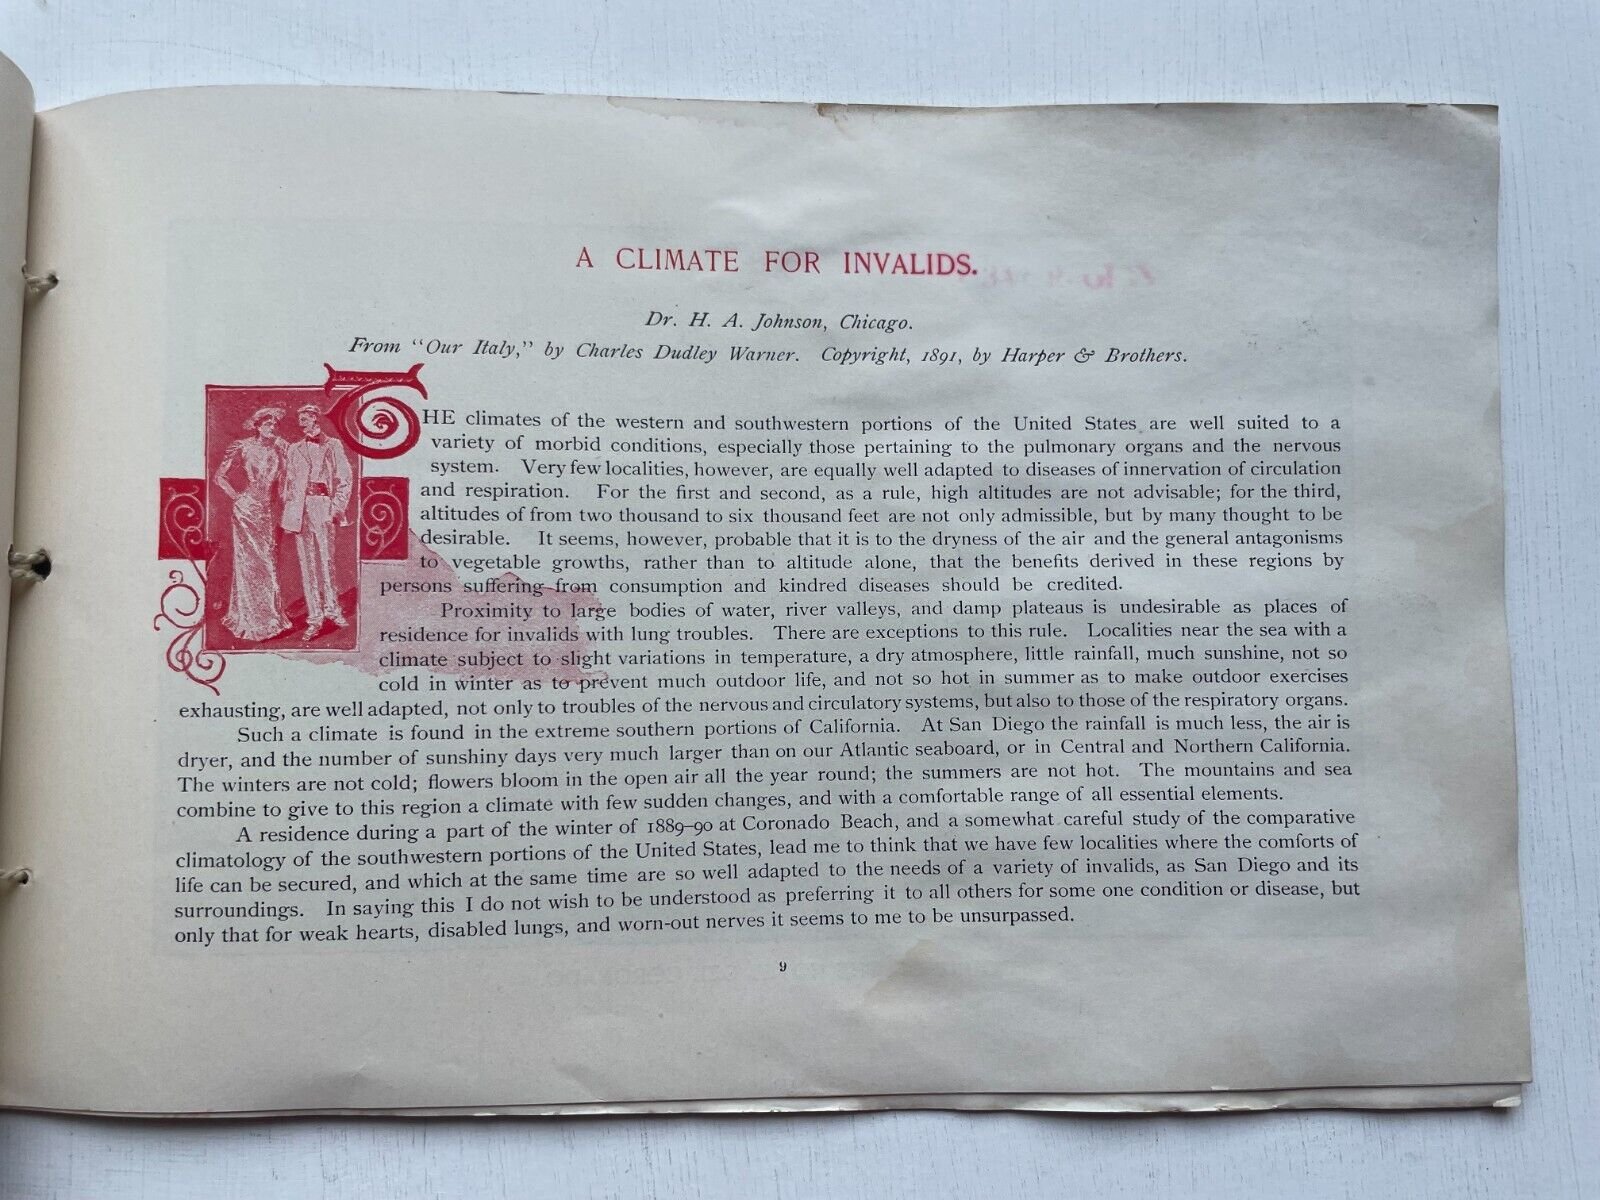 A CLIMATE FOR INVALIDS.
Dr. H. A. Johnson, Chicago.
From "Our Italy," by Charles Dudley Warner. Copyright, 1891, by Harper & Brothers.
THE climates of the western and southwestern portions of the United States are well suited to a
variety of morbid conditions, especially those pertaining to the pulmonary organs and the nervous
system. Very few localities, however, are equally well adapted to diseases of innervation of circulation
and respiration. For the first and second, as a rule, high altitudes are not advisable; for the third,
altitudes of from two thousand to six thousand feet are not only admissible, but by many thought to be
desirable. It seems, however, probable that it is to the dryness of the air and the general antagonisms
to vegetable growths, rather than to altitude alone, that the benefits derived in these regions by
persons suffering from consumption and kindred diseases should be credited.
Proximity to large bodies of water, river valleys, and damp plateaus is undesirable as places of
residence for invalids with lung troubles. There are exceptions to this rule. Localities near the sea with a
climate subject to slight variations in temperature, a dry atmosphere, little rainfall, much sunshine, not so
cold in winter as to prevent much outdoor life, and not so hot in summer as to make outdoor exercises
exhausting, are well adapted, not only to troubles of the nervous and circulatory systems, but also to those of the respiratory organs.
Such a climate is found in the extreme southern portions of California. At San Diego the rainfall is much less, the air is
dryer, and the number of sunshiny days very much larger than on our Atlantic seaboard, or in Central and Northern California.
The winters are not cold; flowers bloom in the open air all the year round; the summers are not hot. The mountains and sea
combine to give to this region a climate with few sudden changes, and with a comfortable range of all essential elements.
A residence during a part of the winter of 1889-90 at Coronado Beach, and a somewhat careful study of the comparative
climatology of the southwestern portions of the United States, lead me to think that we have few localities where the comforts of
life can be secured, and which at the same time are so well adapted to the needs of a variety of invalids, as San Diego and its
surroundings. In saying this I do not wish to be understood as preferring it to all others for some one condition or disease, but
only that for weak hearts, disabled lungs, and worn-out nerves it seems to me to be unsurpassed.
9